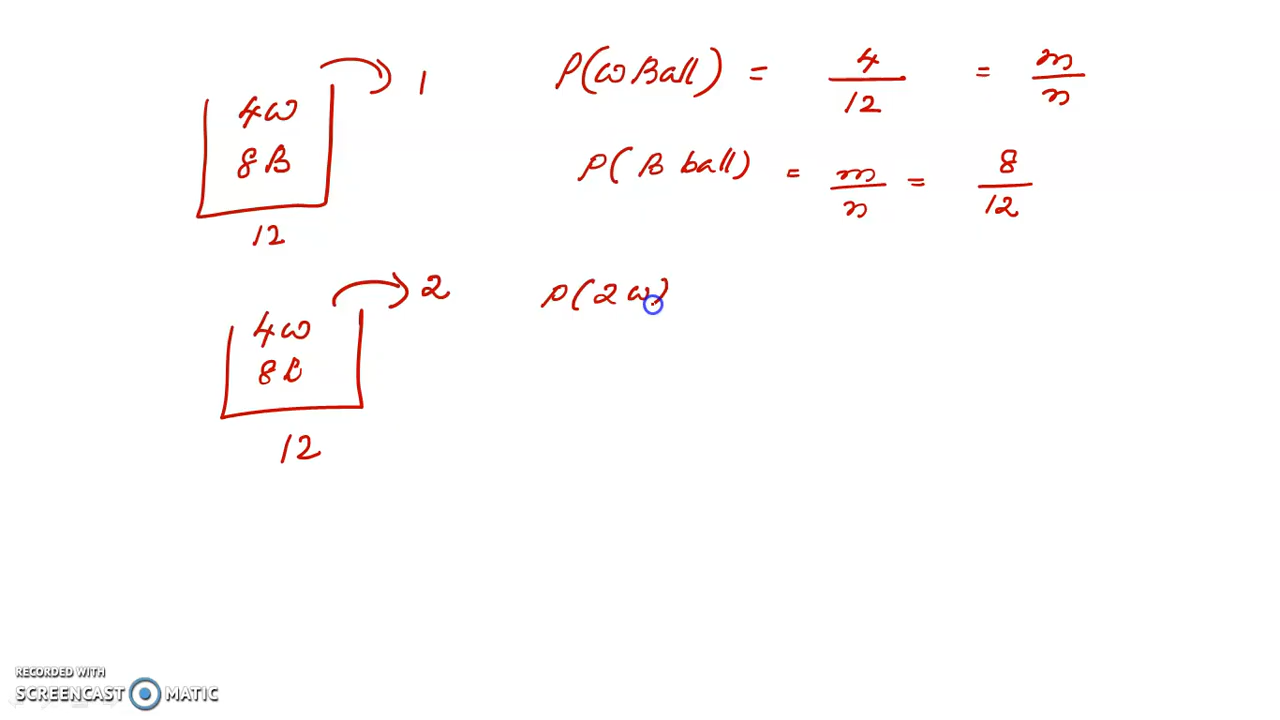 4W
8B
12
1
P(W Ball) = 4/12 = m/n
P(B ball) = m/n = 8/12
4W
8B
12
2
P(2W)
RECORDED WITH
SCREENCAST MATIC